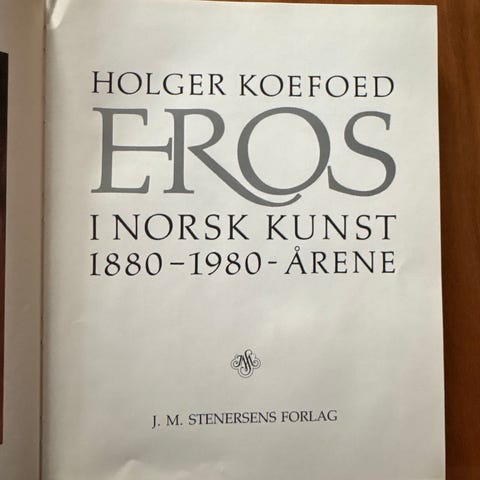 HOLGER KOEFOED
EROS
I NORSK KUNST
1880–1980-ÅRENE
J. M. STENERSENS FORLAG